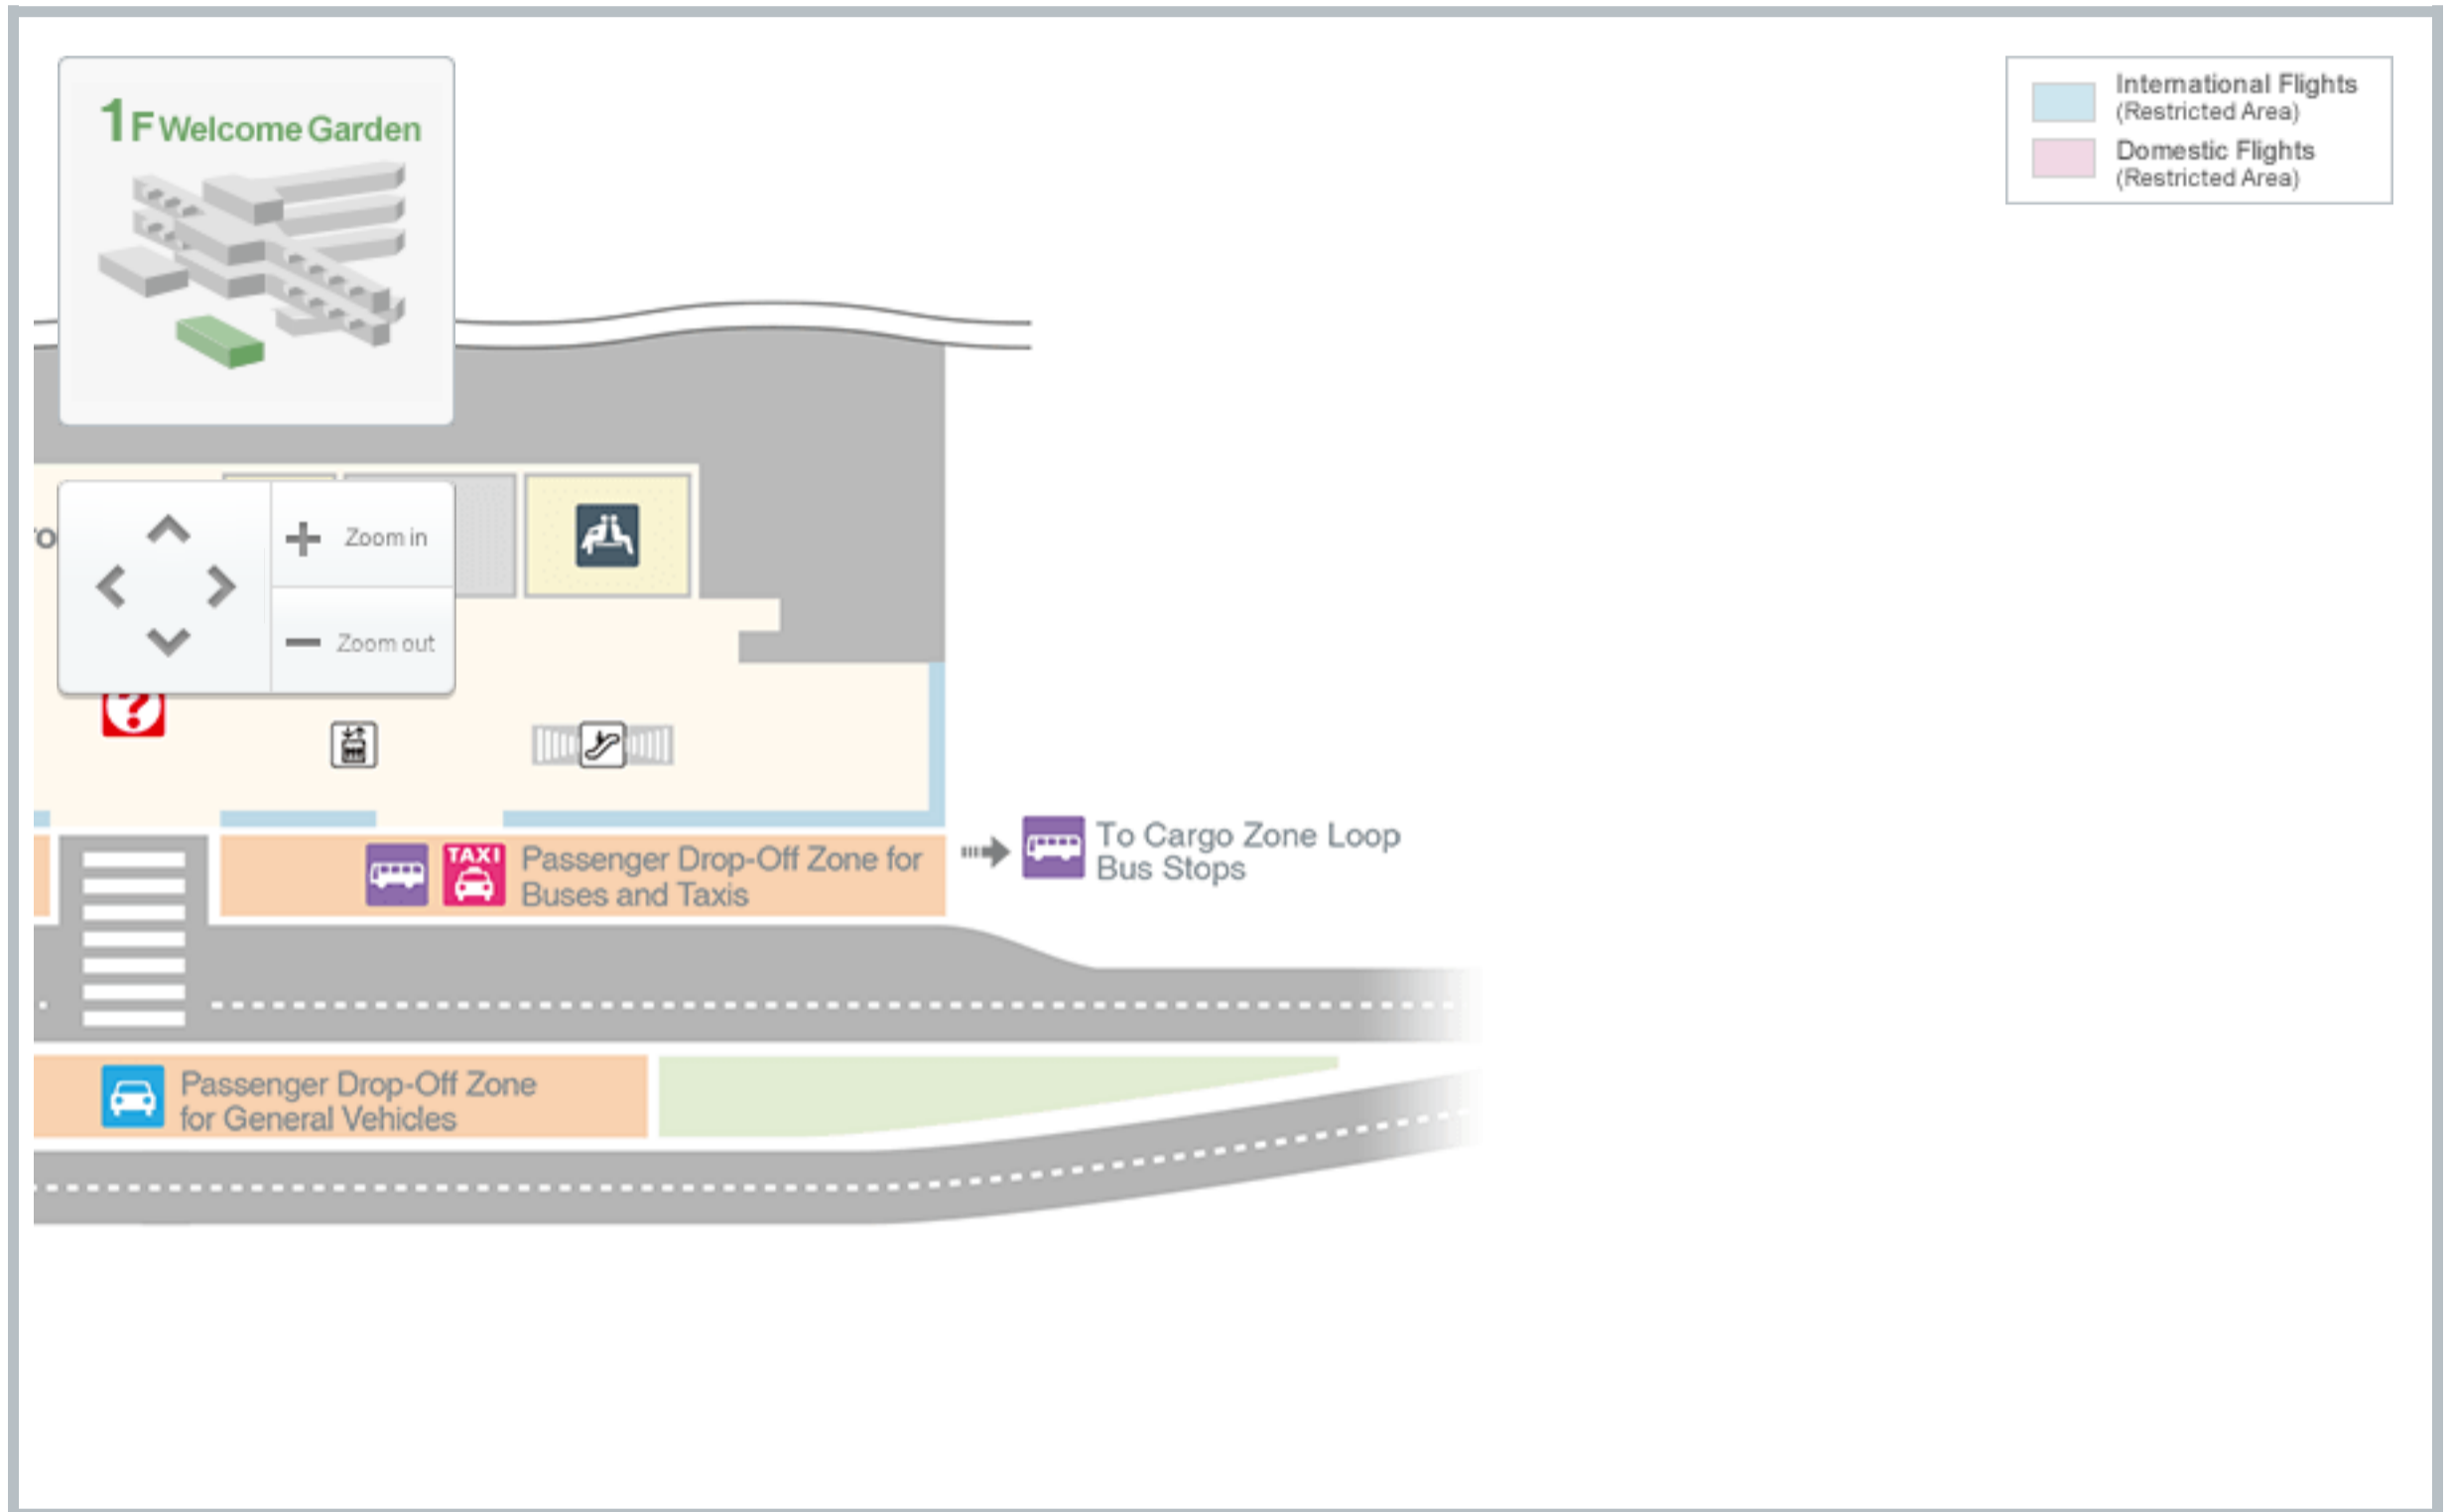 1F Welcome Garden
International Flights
(Restricted Area)
Domestic Flights
(Restricted Area)
Zoom in
Zoom out
?
TAXI
Passenger Drop-Off Zone for
Buses and Taxis
To Cargo Zone Loop
Bus Stops
Passenger Drop-Off Zone
for General Vehicles